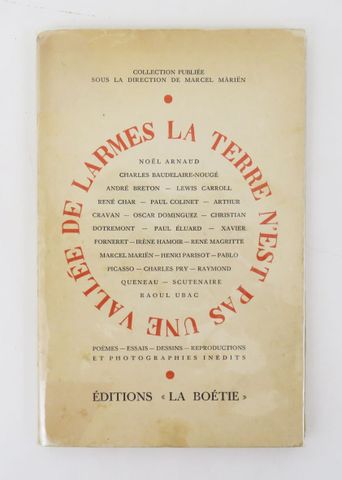 COLLECTION PUBLIÉE
SOUS LA DIRECTION DE MARCEL MARIËN
LA TERRE N'EST PAS UNE VALLÉE DE LARMES
NOËL ARNAUD
CHARLES BAUDELAIRE-NOUGÉ
ANDRÉ BRETON — LEWIS CARROLL
RENÉ CHAR — PAUL COLINET — ARTHUR
CRAVAN — OSCAR DOMINGUEZ — CHRISTIAN
DOTREMONT — PAUL ÉLUARD — XAVIER
FORNERET — IRÈNE HAMOIR — RENÉ MAGRITTE
MARCEL MARIËN — HENRI PARISOT — PABLO
PICASSO — CHARLES PRY — RAYMOND
QUENEAU — SCUTENAIRE
RAOUL UBAC
POÈMES — ESSAIS — DESSINS — REPRODUCTIONS
ET PHOTOGRAPHIES INÉDITS
ÉDITIONS « LA BOÉTIE »